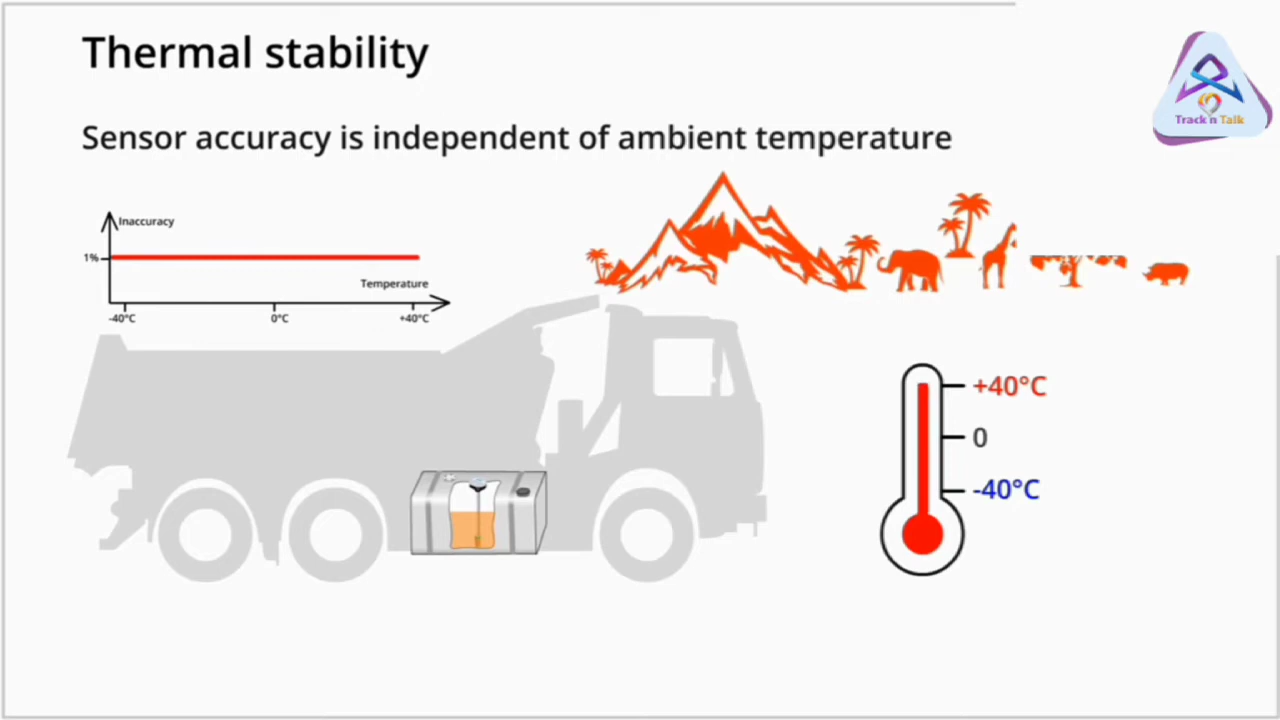 Thermal stability
Track n Talk
Sensor accuracy is independent of ambient temperature
Inaccuracy
1%
Temperature
-40°C
0°C
+40°C
+40°C
0
-40°C